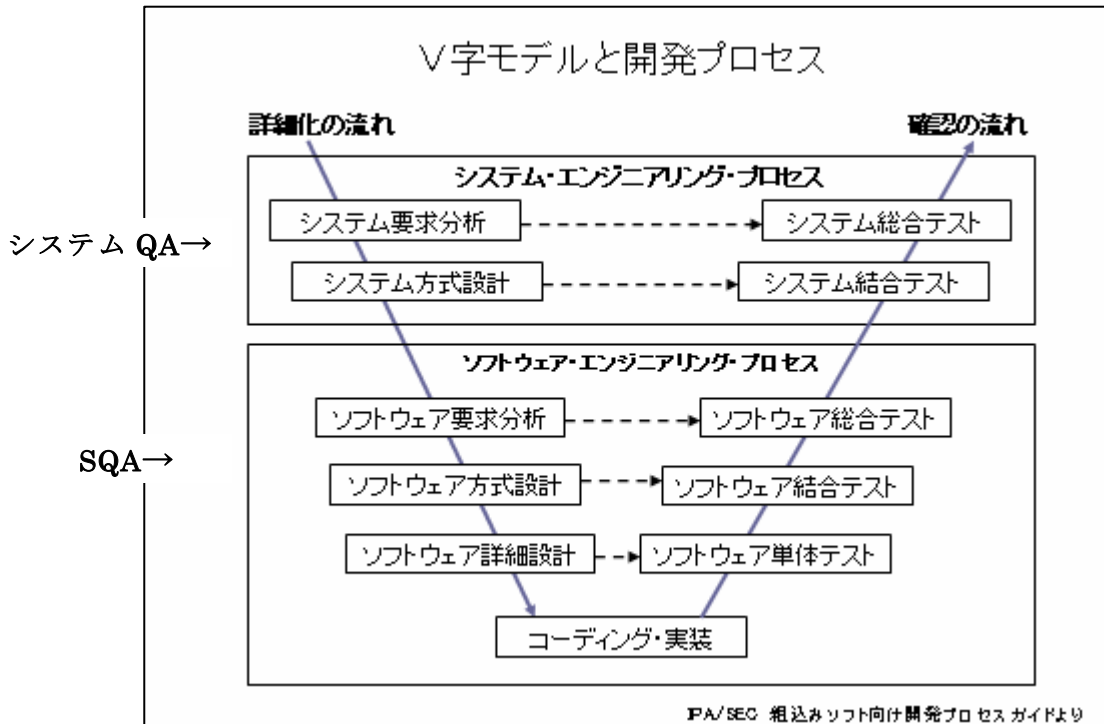 V字モデルと開発プロセス
詳細化の流れ 確認の流れ
システム・エンジニアリング・プロセス
システム要求分析 システム総合テスト
システム QA→
システム方式設計 システム結合テスト
ソフトウェア・エンジニアリング・プロセス
ソフトウェア要求分析 ソフトウェア総合テスト
SQA→
ソフトウェア方式設計 ソフトウェア結合テスト
ソフトウェア詳細設計 ソフトウェア単体テスト
コーディング・実装
IPA/SEC 組込みソフト向け開発プロセスガイドより